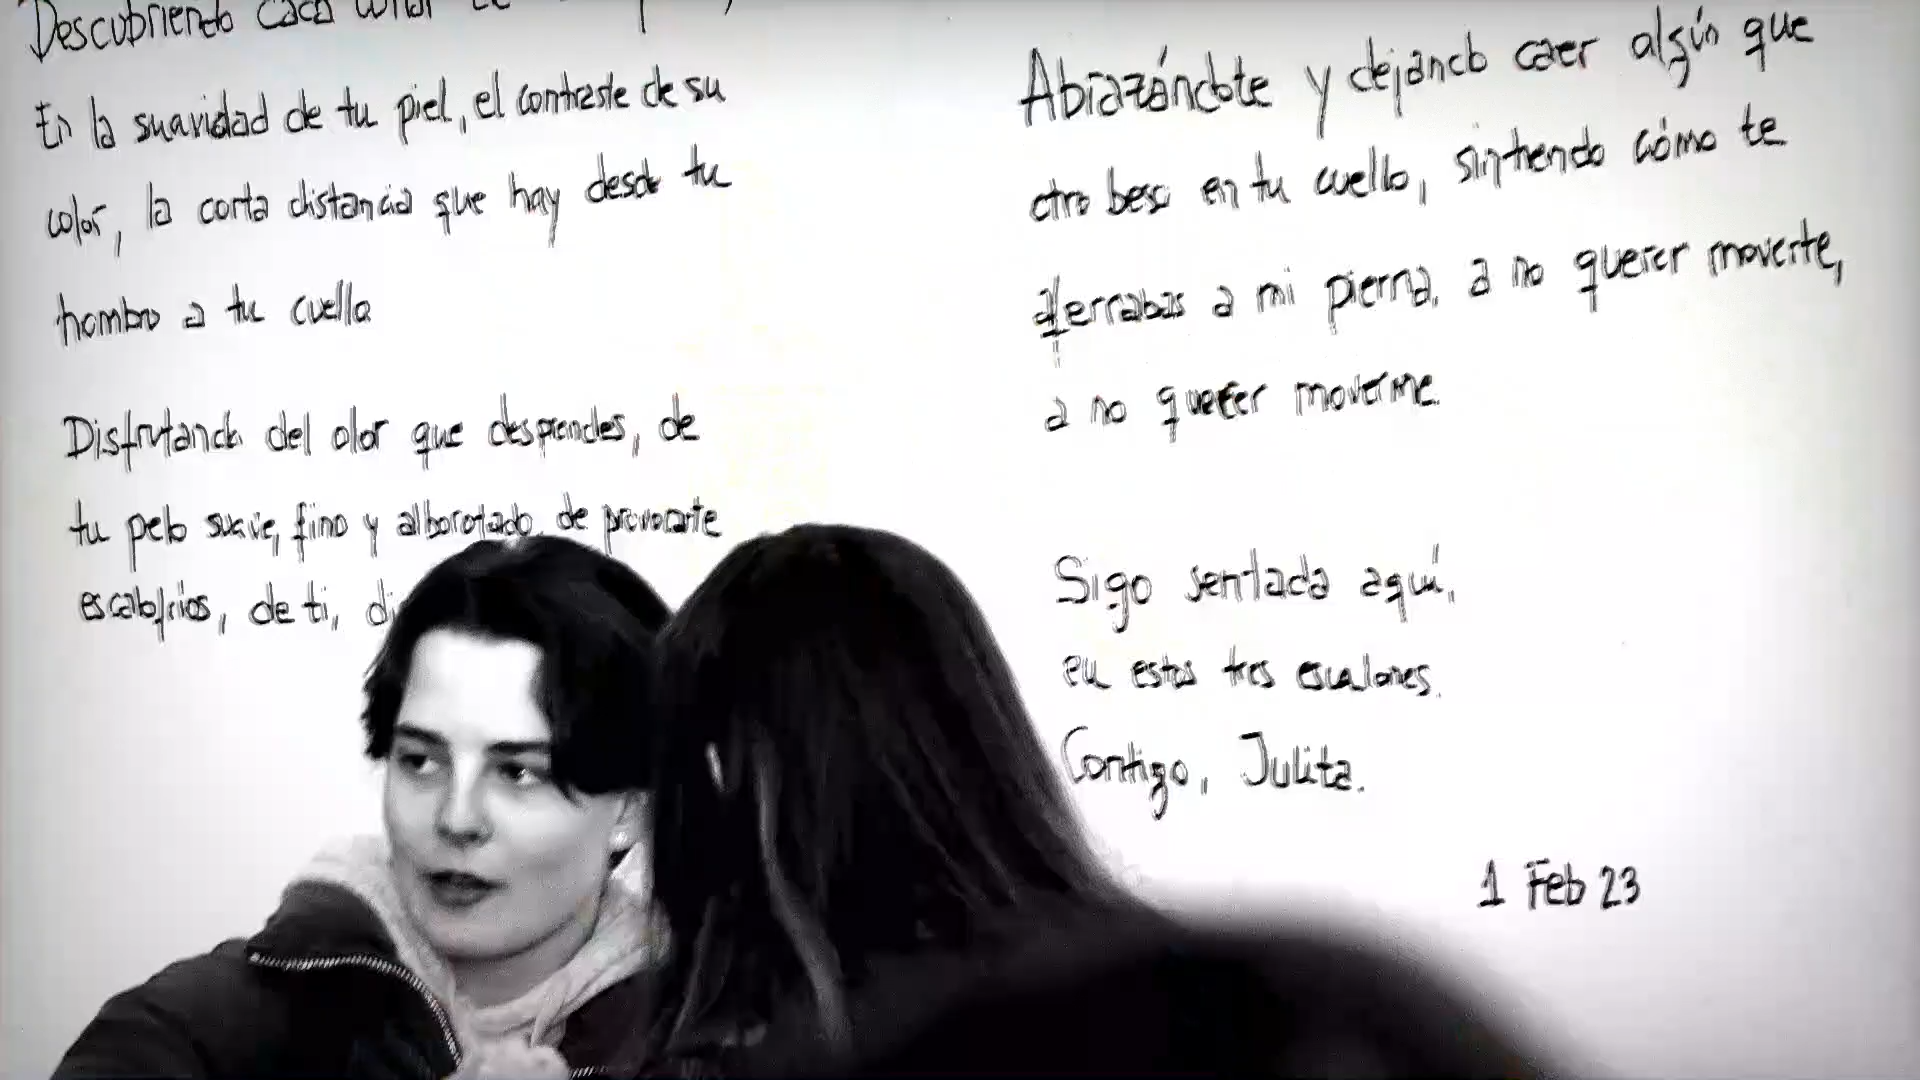 Descubriendo cada
En la suavidad de tu piel, el contraste de su
color, la corta distancia que hay desde tu
hombro a tu cuello
Disfrutando del olor que desprendes, de
tu pelo suave, fino y alborotado, de provocarte
escalofríos, de ti, di
Abrazándote y dejando caer algún que
otro beso en tu cuello, sintiendo cómo te
aferrabas a mi pierna, a no querer moverte,
a no querer moverme.
Sigo sentada aquí,
en estos tres escalones.
Contigo, Julita.
1 Feb 23